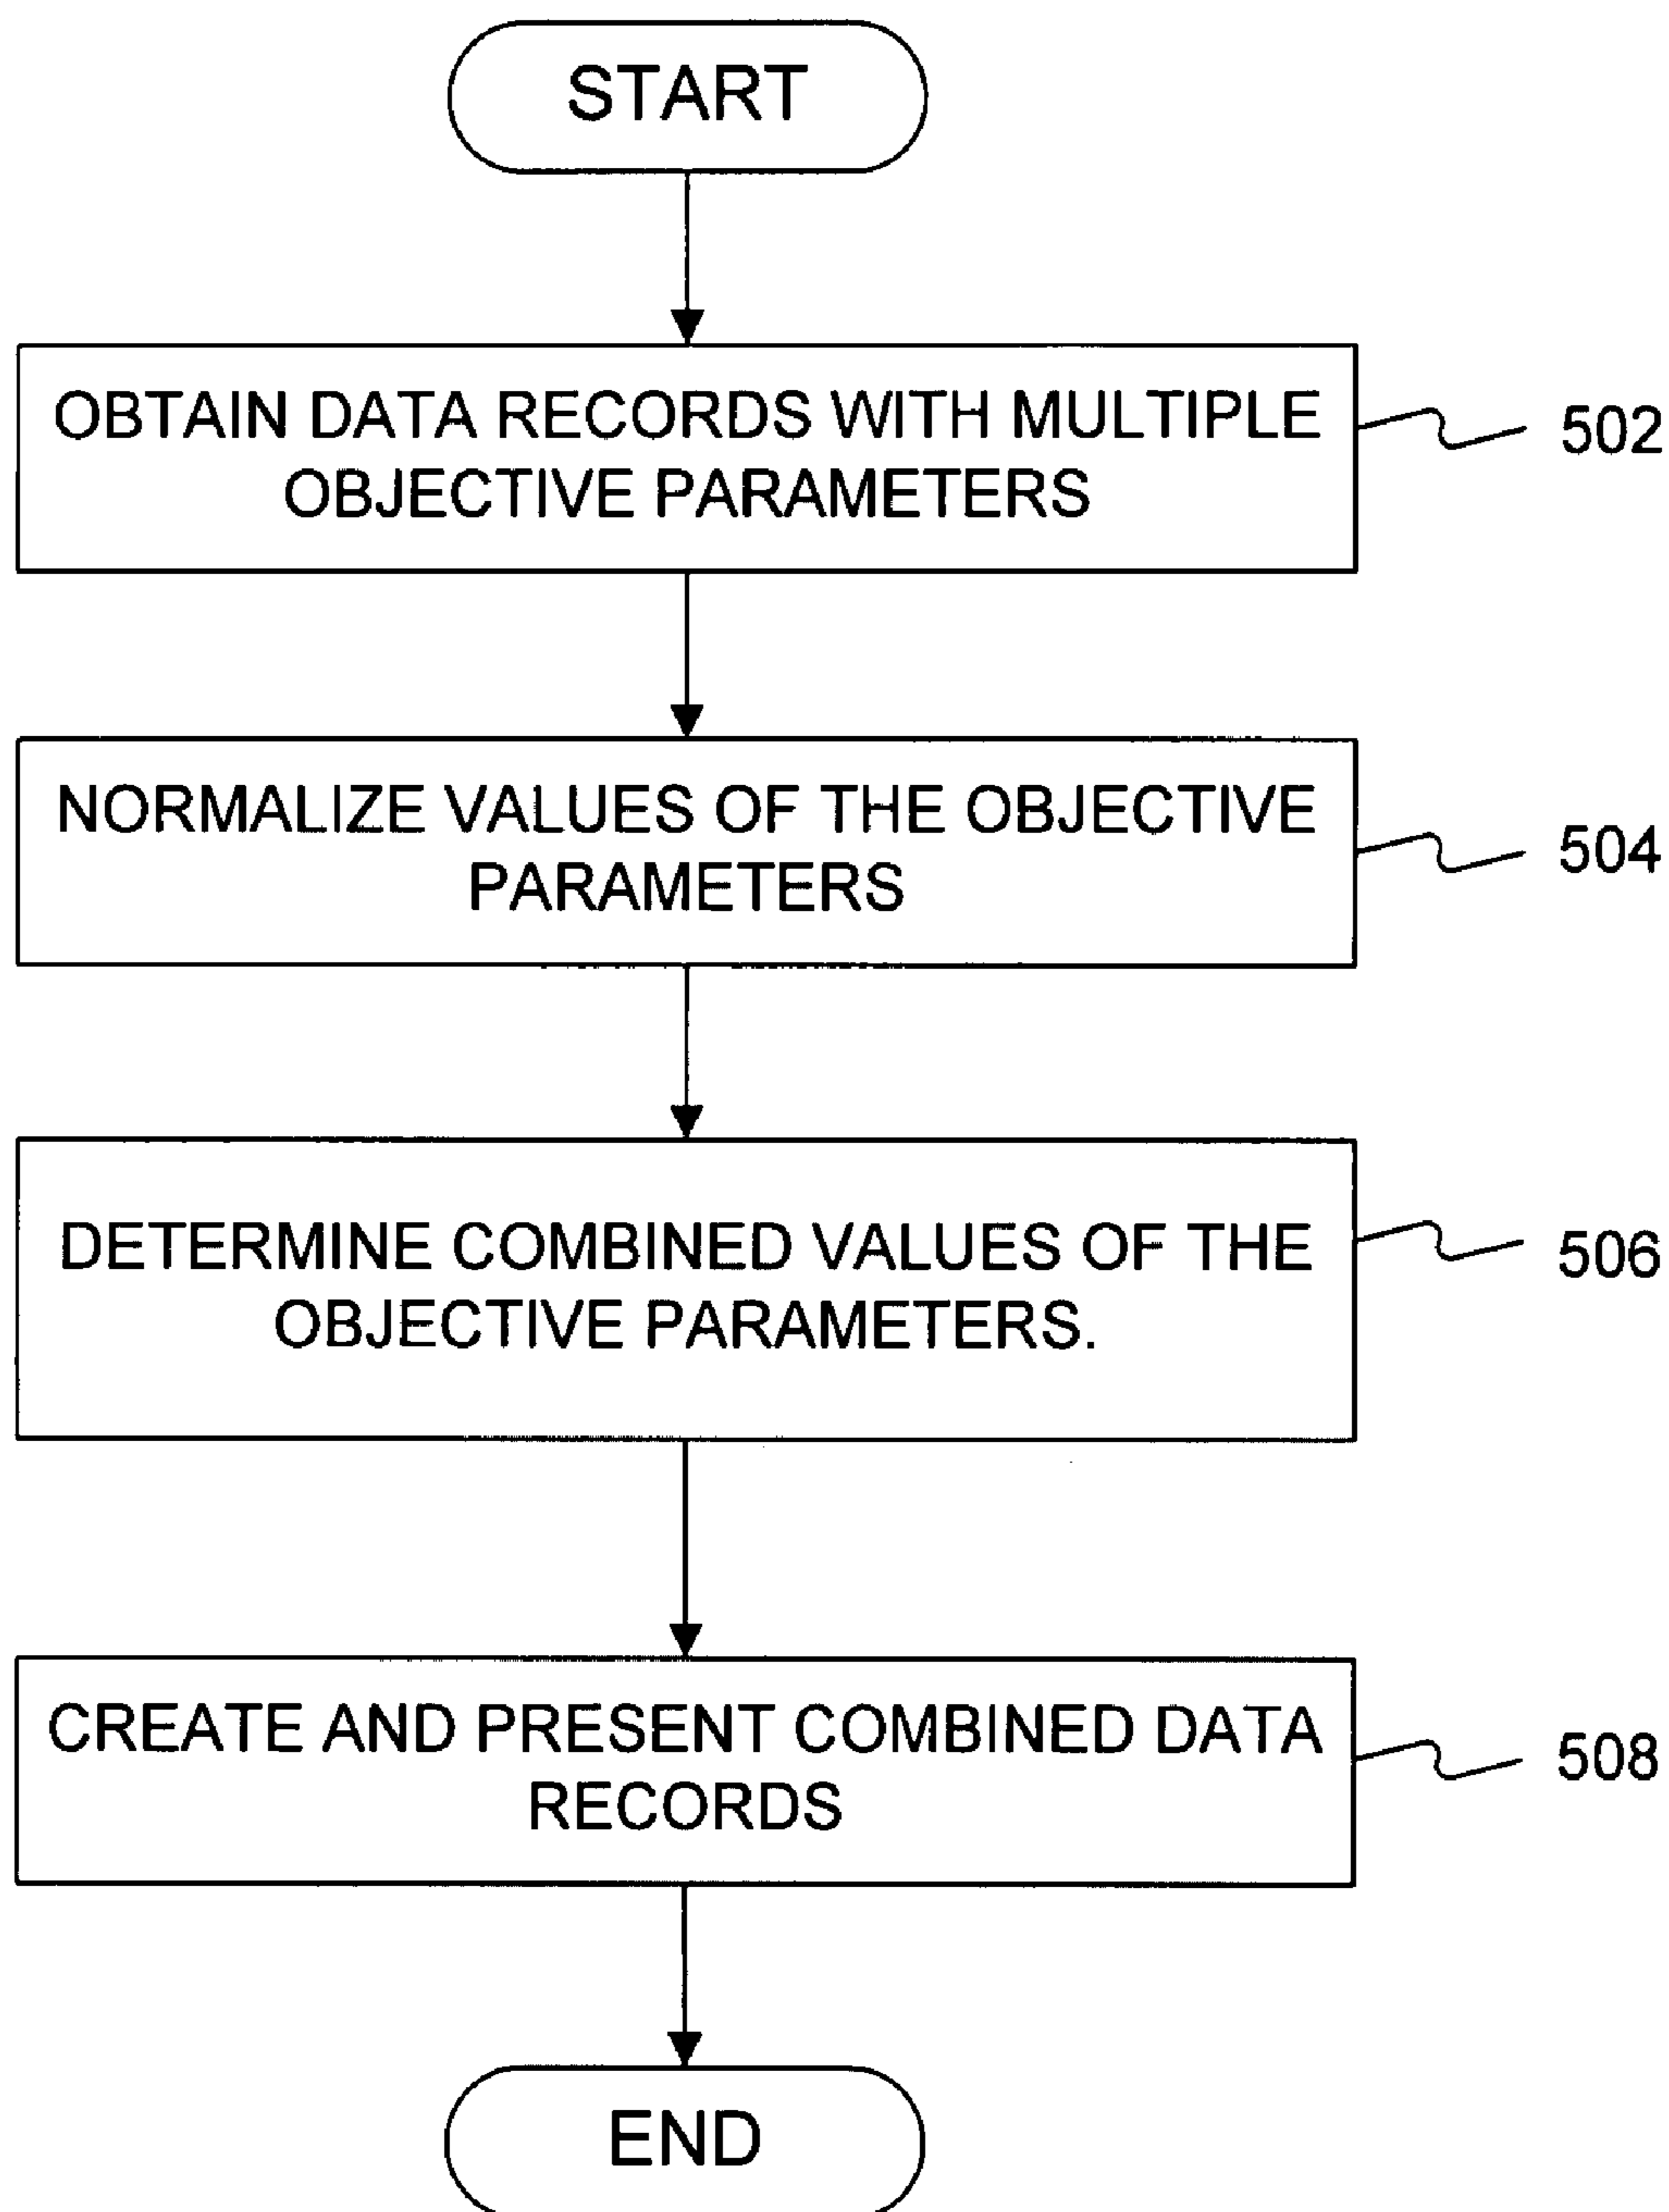 START
OBTAIN DATA RECORDS WITH MULTIPLE
OBJECTIVE PARAMETERS
502
NORMALIZE VALUES OF THE OBJECTIVE
PARAMETERS
504
DETERMINE COMBINED VALUES OF THE
OBJECTIVE PARAMETERS.
506
CREATE AND PRESENT COMBINED DATA
RECORDS
508
END